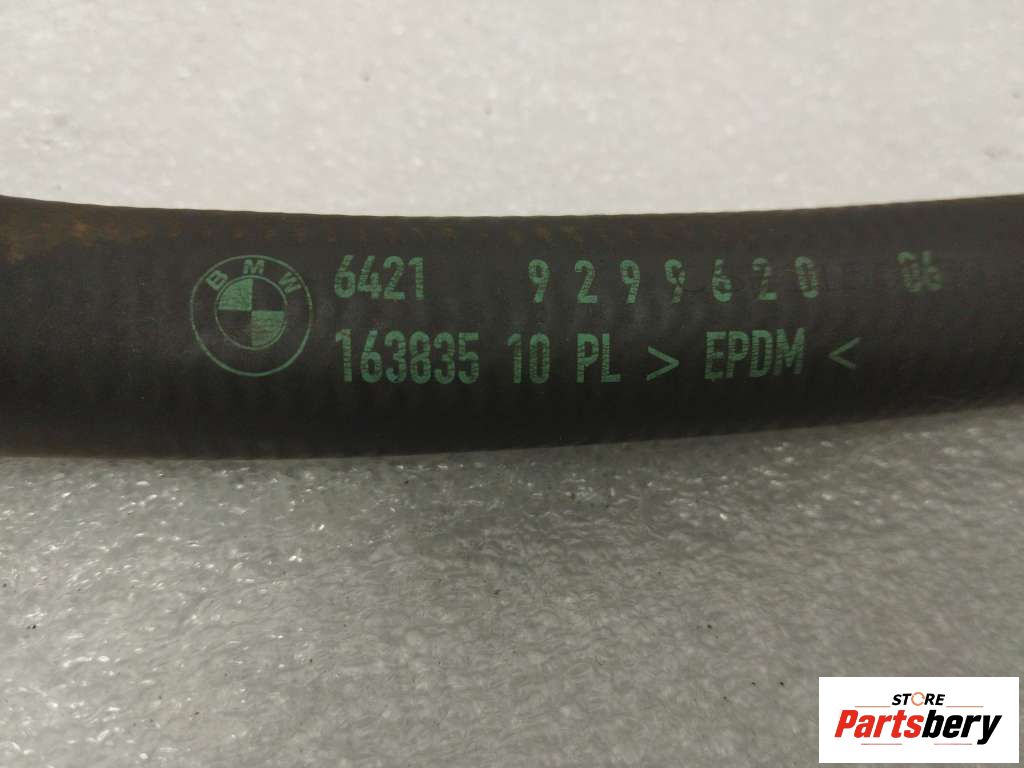 BMW
6421 9299620 06
163835 10 PL > EPDM <
STORE
Partsbery